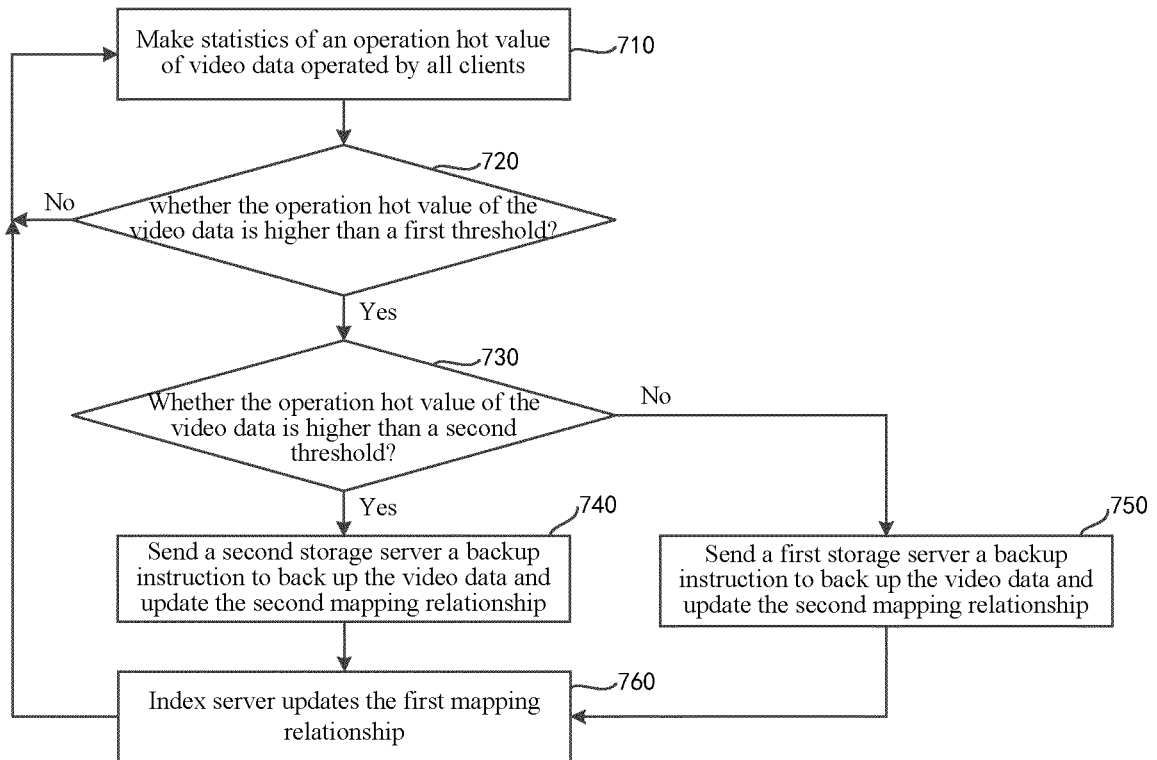 Make statistics of an operation hot value
of video data operated by all clients
710
720
No
whether the operation hot value of the
video data is higher than a first threshold?
Yes
730
Whether the operation hot value of the
video data is higher than a second
threshold?
No
Yes
740
Send a second storage server a backup
instruction to back up the video data and
update the second mapping relationship
750
Send a first storage server a backup
instruction to back up the video data and
update the second mapping relationship
760
Index server updates the first mapping
relationship